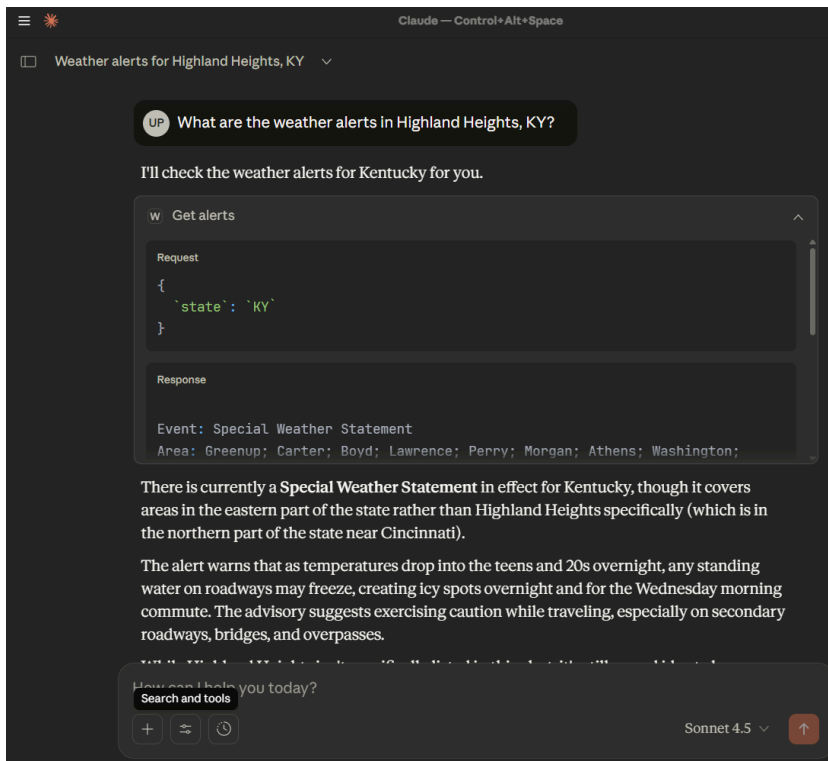 Claude — Control+Alt+Space
Weather alerts for Highland Heights, KY
UP What are the weather alerts in Highland Heights, KY?
I'll check the weather alerts for Kentucky for you.
W Get alerts
Request
{
`state`: `KY`
}
Response
Event: Special Weather Statement
Area: Greenup; Carter; Boyd; Lawrence; Perry; Morgan; Athens; Washington;
There is currently a Special Weather Statement in effect for Kentucky, though it covers
areas in the eastern part of the state rather than Highland Heights specifically (which is in
the northern part of the state near Cincinnati).
The alert warns that as temperatures drop into the teens and 20s overnight, any standing
water on roadways may freeze, creating icy spots overnight and for the Wednesday morning
commute. The advisory suggests exercising caution while traveling, especially on secondary
roadways, bridges, and overpasses.
How can I help you today?
Search and tools
Sonnet 4.5